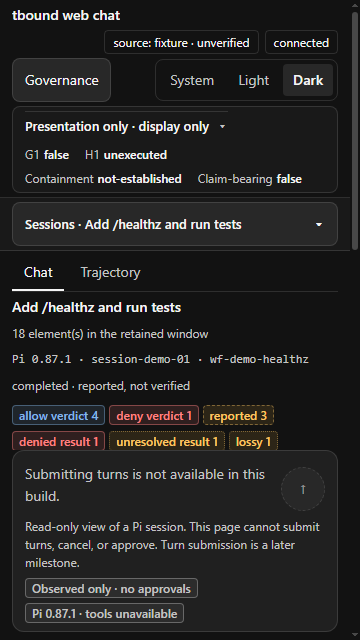 tbound web chat
source: fixture · unverified
connected
Governance
System
Light
Dark
Presentation only · display only
G1 false H1 unexecuted
Containment not-established Claim-bearing false
Sessions · Add /healthz and run tests
Chat
Trajectory
Add /healthz and run tests
18 element(s) in the retained window
Pi 0.87.1 · session-demo-01 · wf-demo-healthz
completed · reported, not verified
allow verdict 4
deny verdict 1
reported 3
denied result 1
unresolved result 1
lossy 1
Submitting turns is not available in this
build.
↑
Read-only view of a Pi session. This page cannot submit
turns, cancel, or approve. Turn submission is a later
milestone.
Observed only · no approvals
Pi 0.87.1 · tools unavailable